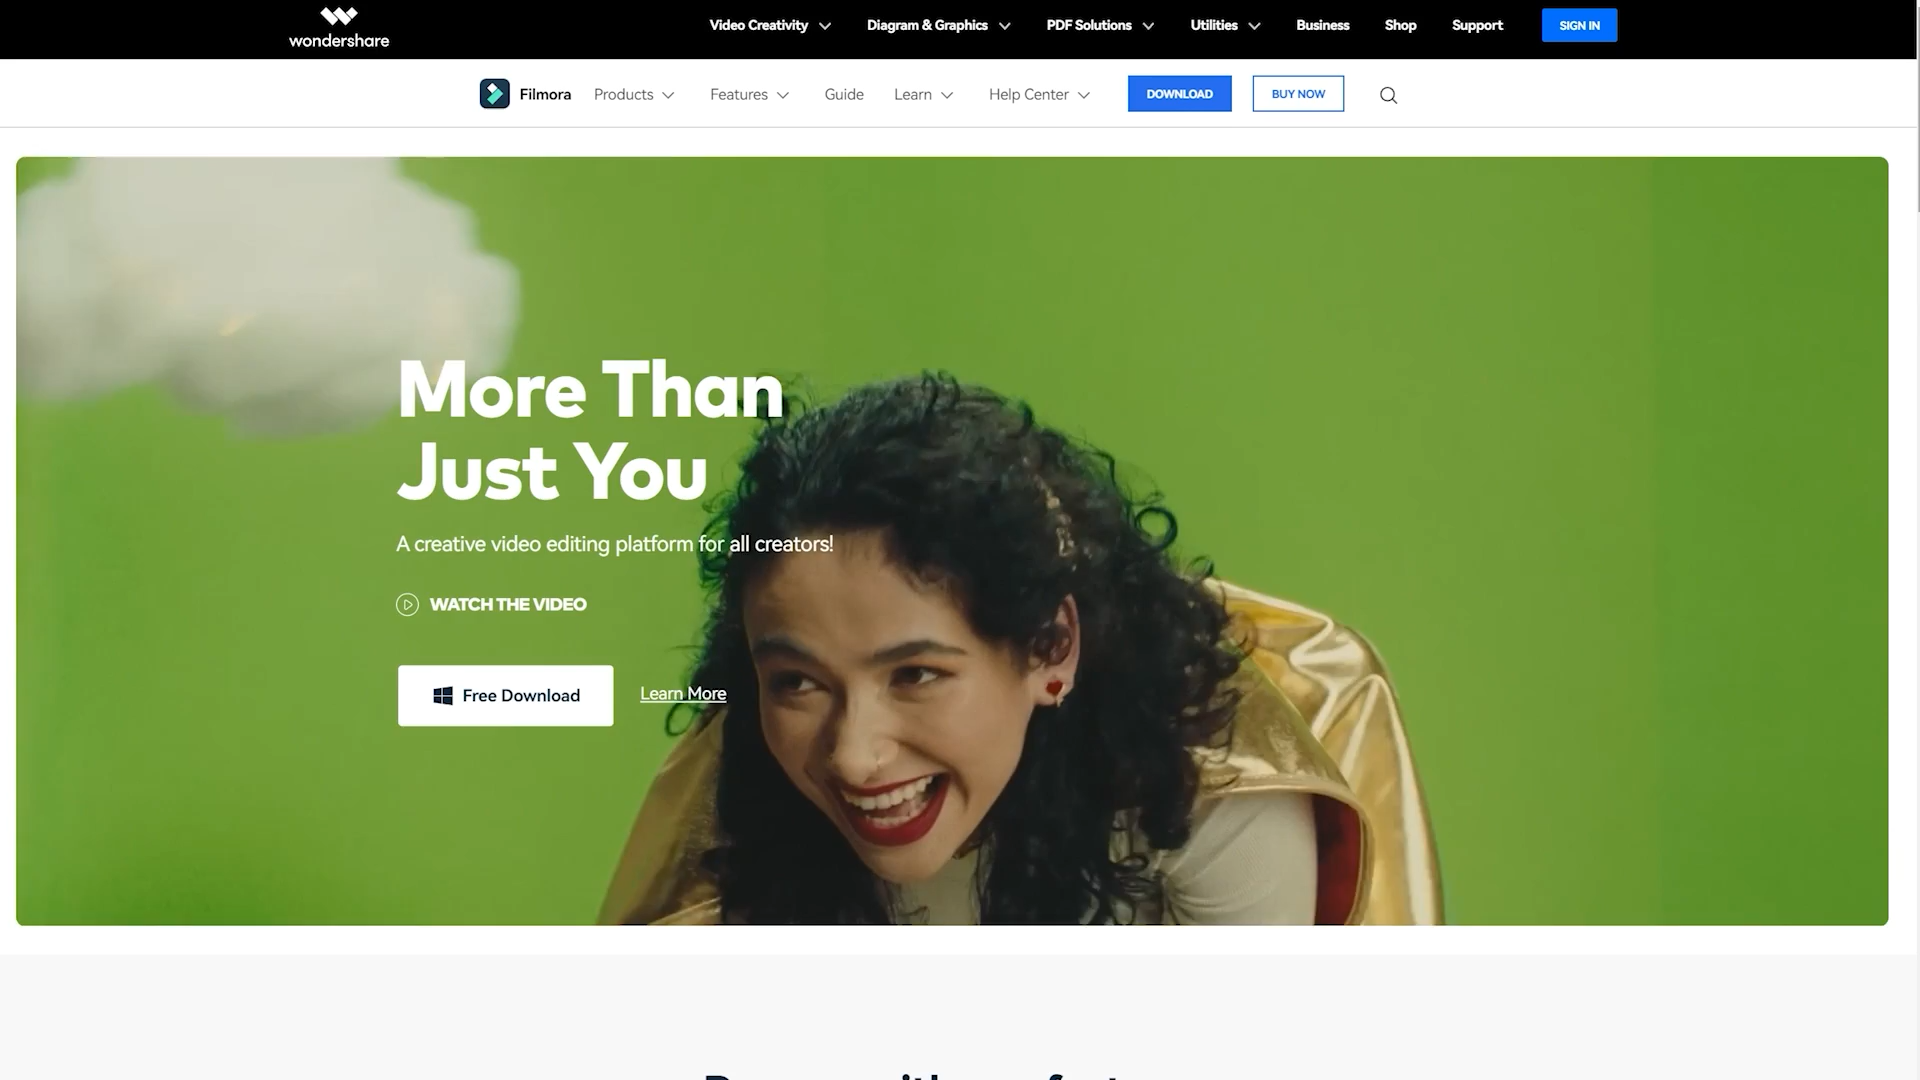 wondershare
Video Creativity Diagram & Graphics PDF Solutions Utilities Business Shop Support SIGN IN
Filmora Products Features Guide Learn Help Center DOWNLOAD BUY NOW
More Than
Just You
A creative video editing platform for all creators!
WATCH THE VIDEO
Free Download Learn More